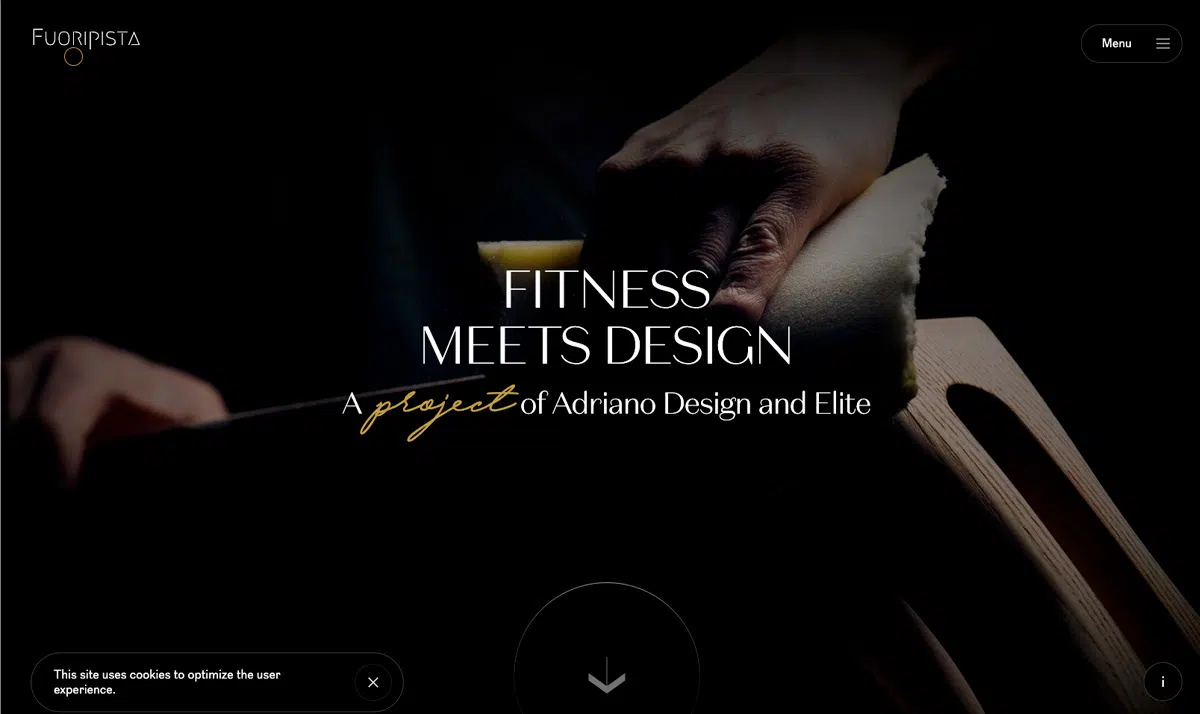 FUORIPISTA
Menu
FITNESS
MEETS DESIGN
A project of Adriano Design and Elite
This site uses cookies to optimize the user
experience.
i